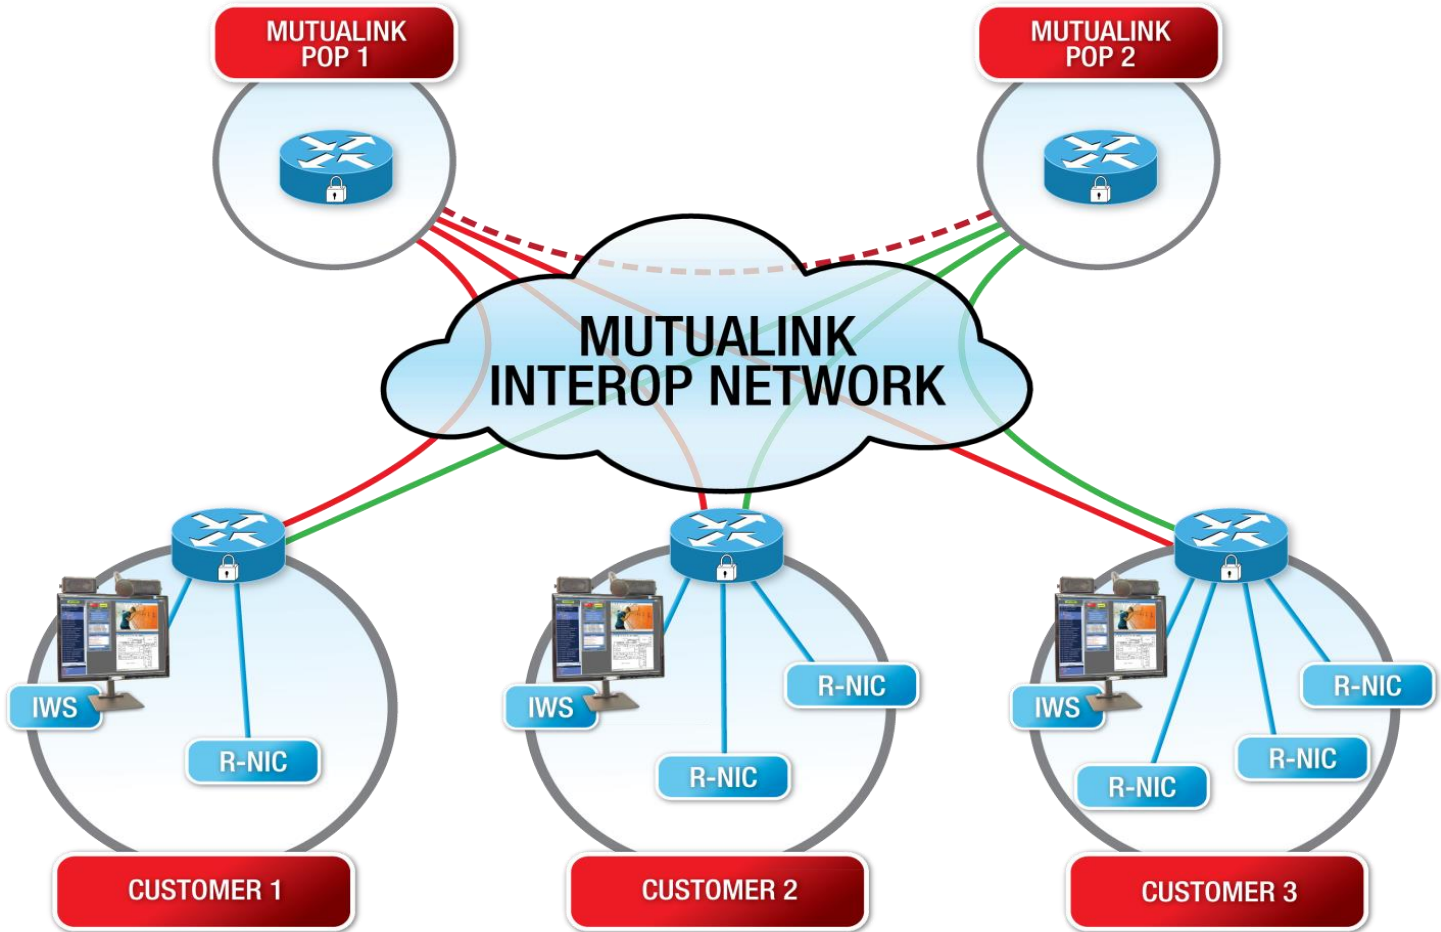 MUTUALINK
POP 1
MUTUALINK
POP 2
MUTUALINK
INTEROP NETWORK
IWS
R-NIC
IWS
R-NIC
R-NIC
IWS
R-NIC
R-NIC
R-NIC
CUSTOMER 1
CUSTOMER 2
CUSTOMER 3